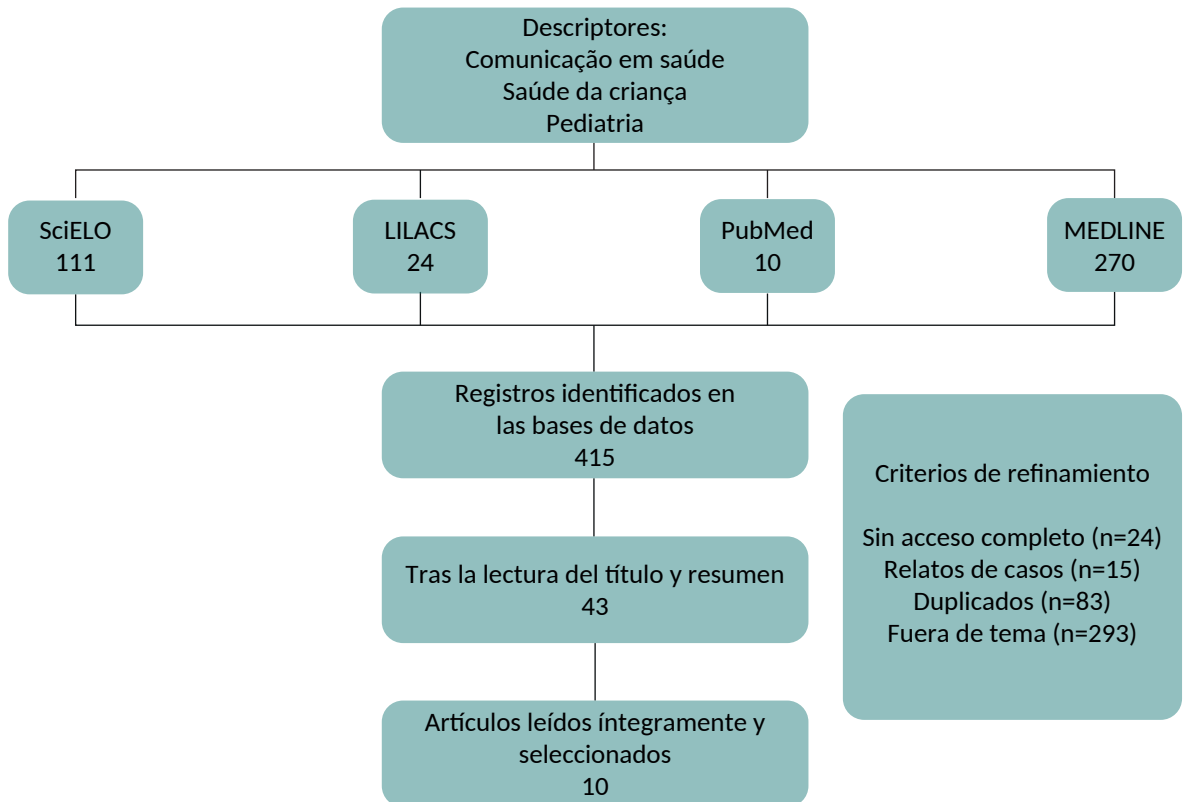 Descriptores:
Comunicação em saúde
Saúde da criança
Pediatria
SciELO
111
LILACS
24
PubMed
10
MEDLINE
270
Registros identificados en
las bases de datos
415
Criterios de refinamiento
Sin acceso completo (n=24)
Relatos de casos (n=15)
Duplicados (n=83)
Fuera de tema (n=293)
Tras la lectura del título y resumen
43
Artículos leídos íntegramente y
seleccionados
10